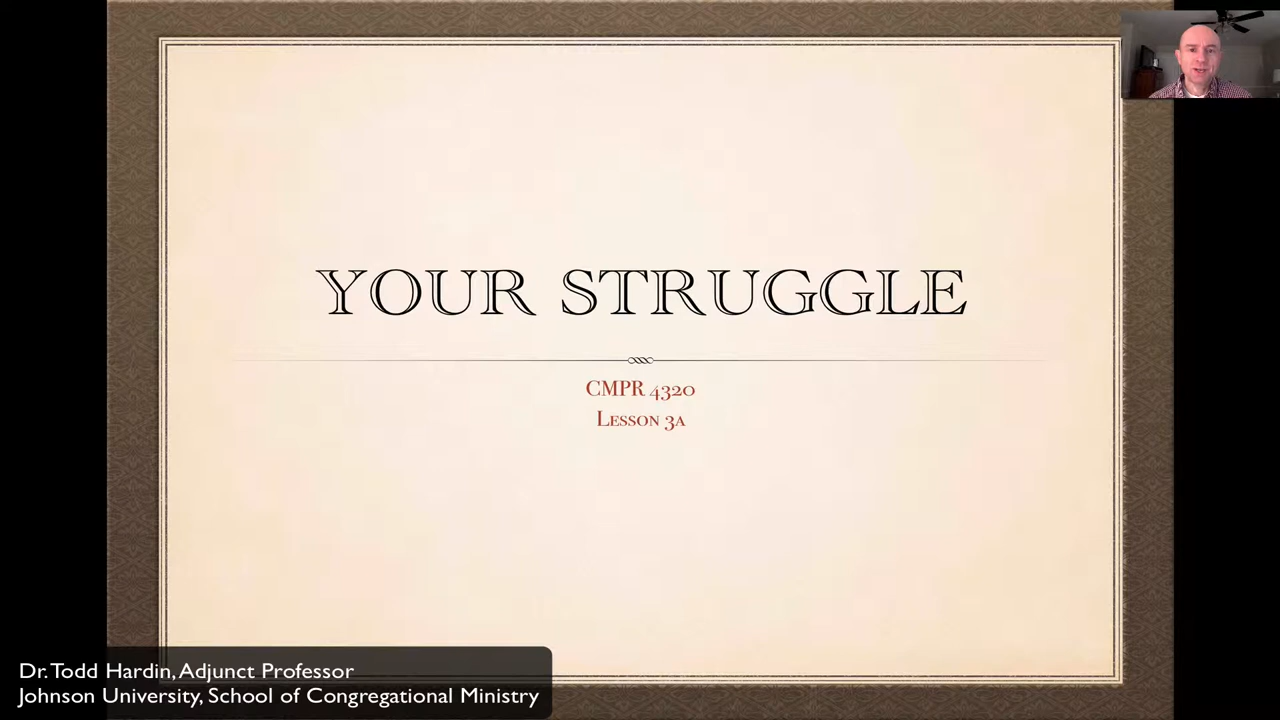 YOUR STRUGGLE
CMPR 4320
Lesson 3a
Dr. Todd Hardin, Adjunct Professor
Johnson University, School of Congregational Ministry